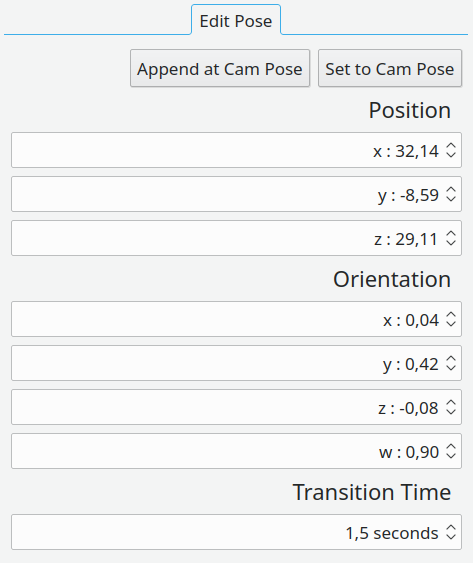 Edit Pose
Append at Cam Pose Set to Cam Pose
Position
x : 32,14
y : -8,59
z : 29,11
Orientation
x : 0,04
y : 0,42
z : -0,08
w : 0,90
Transition Time
1,5 seconds